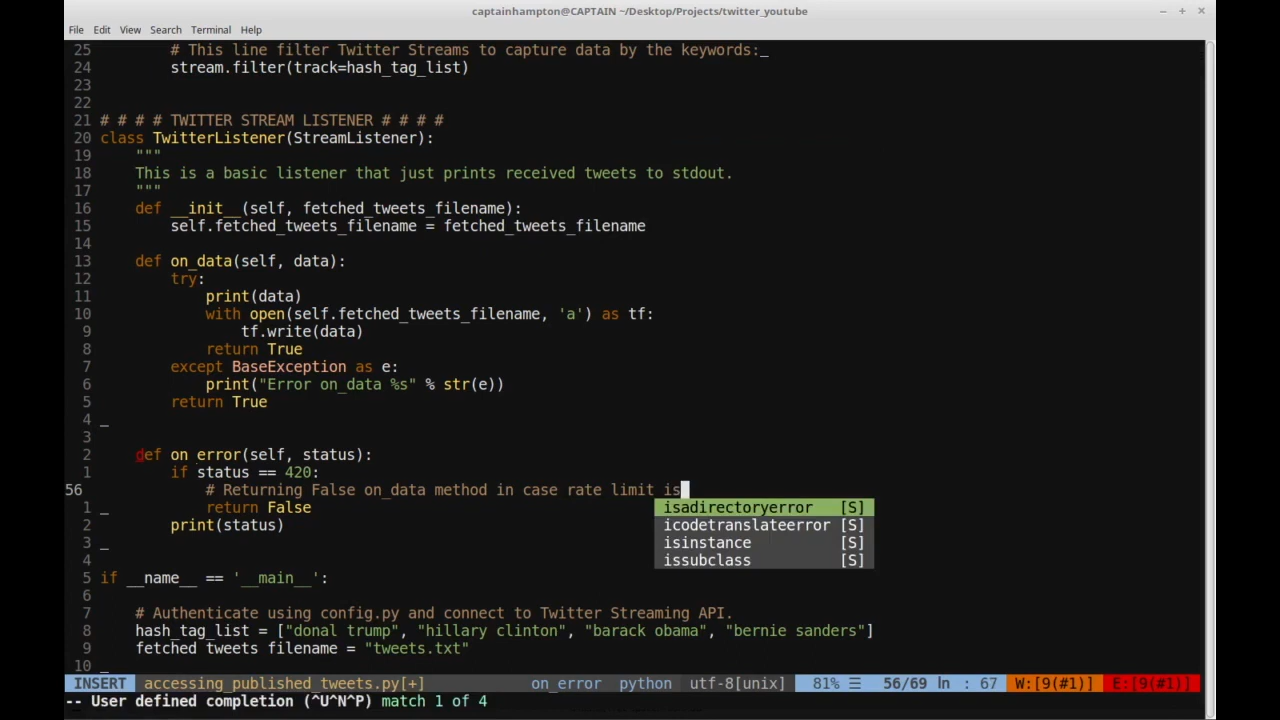 captainhampton@CAPTAIN ~/Desktop/Projects/twitter_youtube
File Edit View Search Terminal Help
25 # This line filter Twitter Streams to capture data by the keywords:_
24 stream.filter(track=hash_tag_list)
23
22
21 # # # # TWITTER STREAM LISTENER # # # #
20 class TwitterListener(StreamListener):
19 """
18 This is a basic listener that just prints received tweets to stdout.
17 """
16 def __init__(self, fetched_tweets_filename):
15 self.fetched_tweets_filename = fetched_tweets_filename
14
13 def on_data(self, data):
12 try:
11 print(data)
10 with open(self.fetched_tweets_filename, 'a') as tf:
9 tf.write(data)
8 return True
7 except BaseException as e:
6 print("Error on_data %s" % str(e))
5 return True
4 _
3
2 def on_error(self, status):
1 if status == 420:
56 # Returning False on_data method in case rate limit is
1 _ return False
2 print(status)
3 _
4
5 if __name__ == '__main__':
6
7 # Authenticate using config.py and connect to Twitter Streaming API.
8 hash_tag_list = ["donal trump", "hillary clinton", "barack obama", "bernie sanders"]
9 fetched tweets filename = "tweets.txt"
10 _
isadirectoryerror [S]
icodetranslateerror [S]
isinstance [S]
issubclass [S]
INSERT accessing_published_tweets.py[+] on_error python utf-8[unix] 81% ☰ 56/69 ln : 67 W:[9(#1)] E:[9(#1)]
-- User defined completion (^U^N^P) match 1 of 4